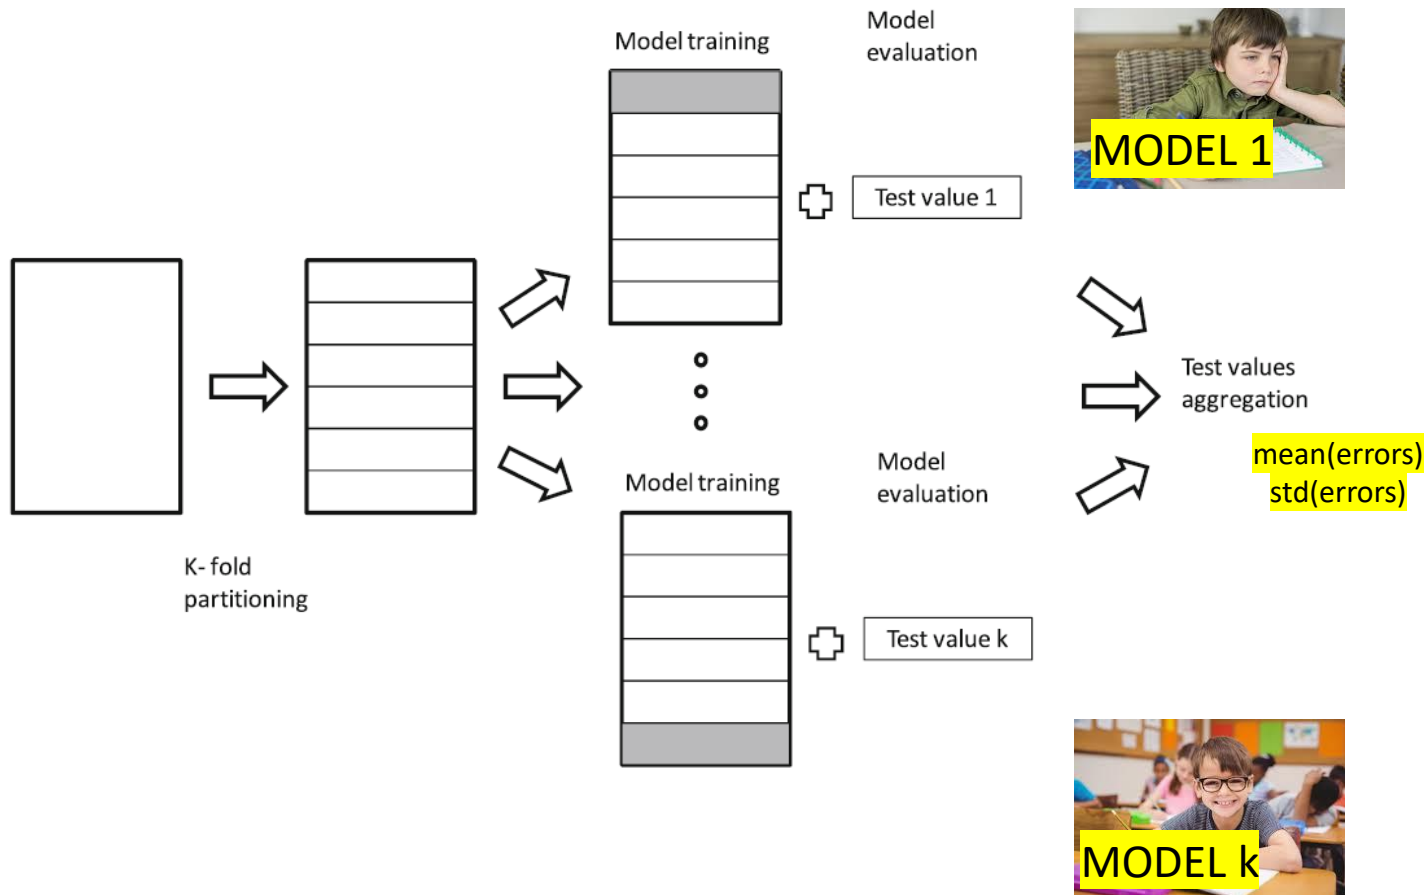 Model training
Model
evaluation
MODEL 1
Test value 1
K- fold
partitioning
Test values
aggregation
mean(errors)
std(errors)
Model training
Model
evaluation
Test value k
MODEL k